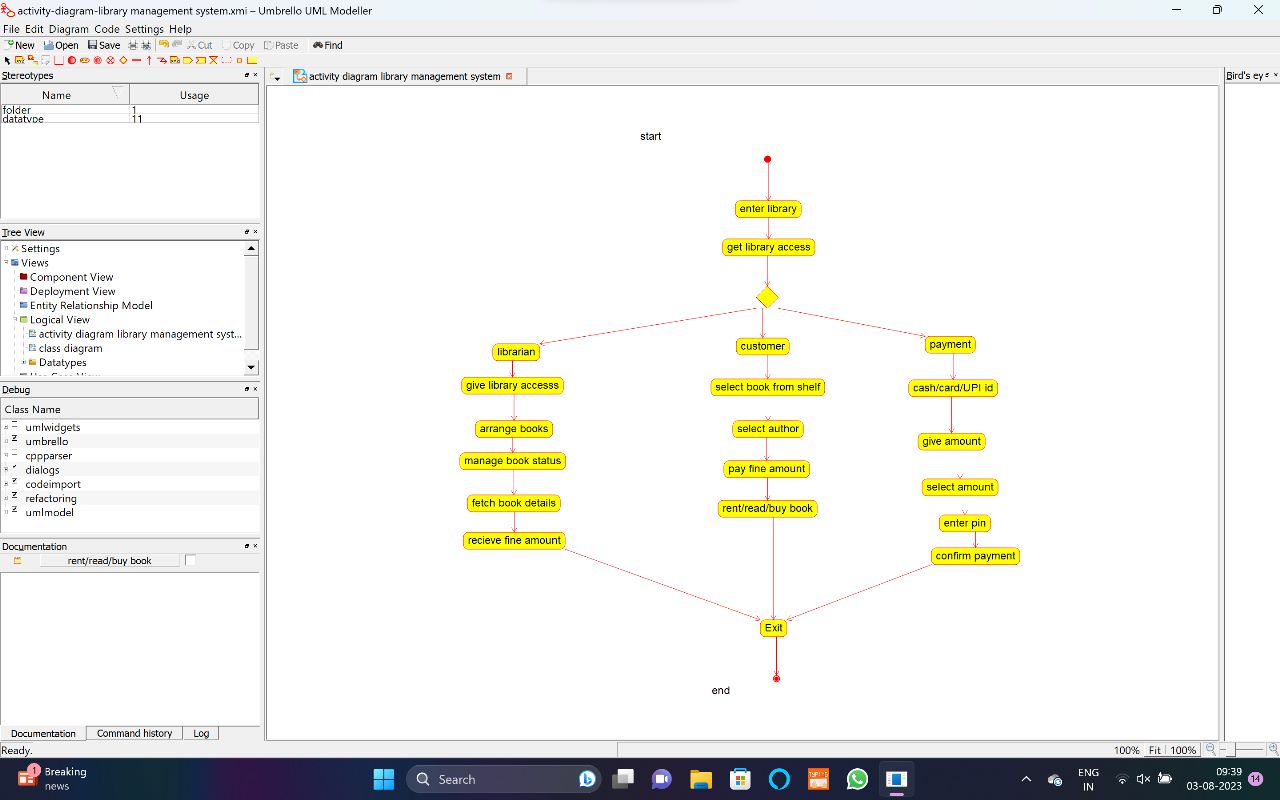 activity-diagram-library management system.xmi – Umbrello UML Modeller
File Edit Diagram Code Settings Help
New Open Save Cut Copy Paste Find
Stereotypes
Name Usage
folder 1
datatype 11
Tree View
Settings
Views
Component View
Deployment View
Entity Relationship Model
Logical View
activity diagram library management syst...
class diagram
Datatypes
Debug
Class Name
umlwidgets
umbrello
cppparser
dialogs
codeimport
refactoring
umlmodel
Documentation
rent/read/buy book
Documentation Command history Log
activity diagram library management system
Bird's ey
start
enter library
get library access
librarian
give library accesss
arrange books
manage book status
fetch book details
recieve fine amount
customer
select book from shelf
select author
pay fine amount
rent/read/buy book
payment
cash/card/UPI id
give amount
select amount
enter pin
confirm payment
Exit
end
Ready.
100% Fit 100%
1
Breaking
news
Search
ENG
IN
09:39
03-08-2023
14